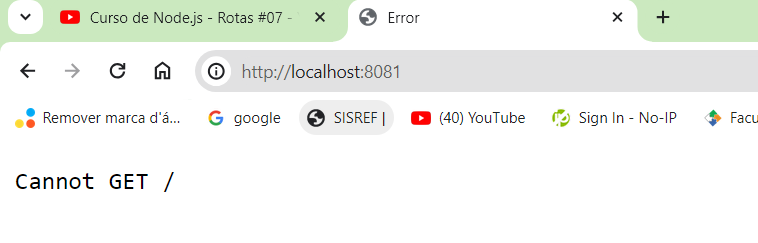 Curso de Node.js - Rotas #07 -
Error
http://localhost:8081
Remover marca d'á...
google
SISREF |
(40) YouTube
Sign In - No-IP
Facu
Cannot GET /